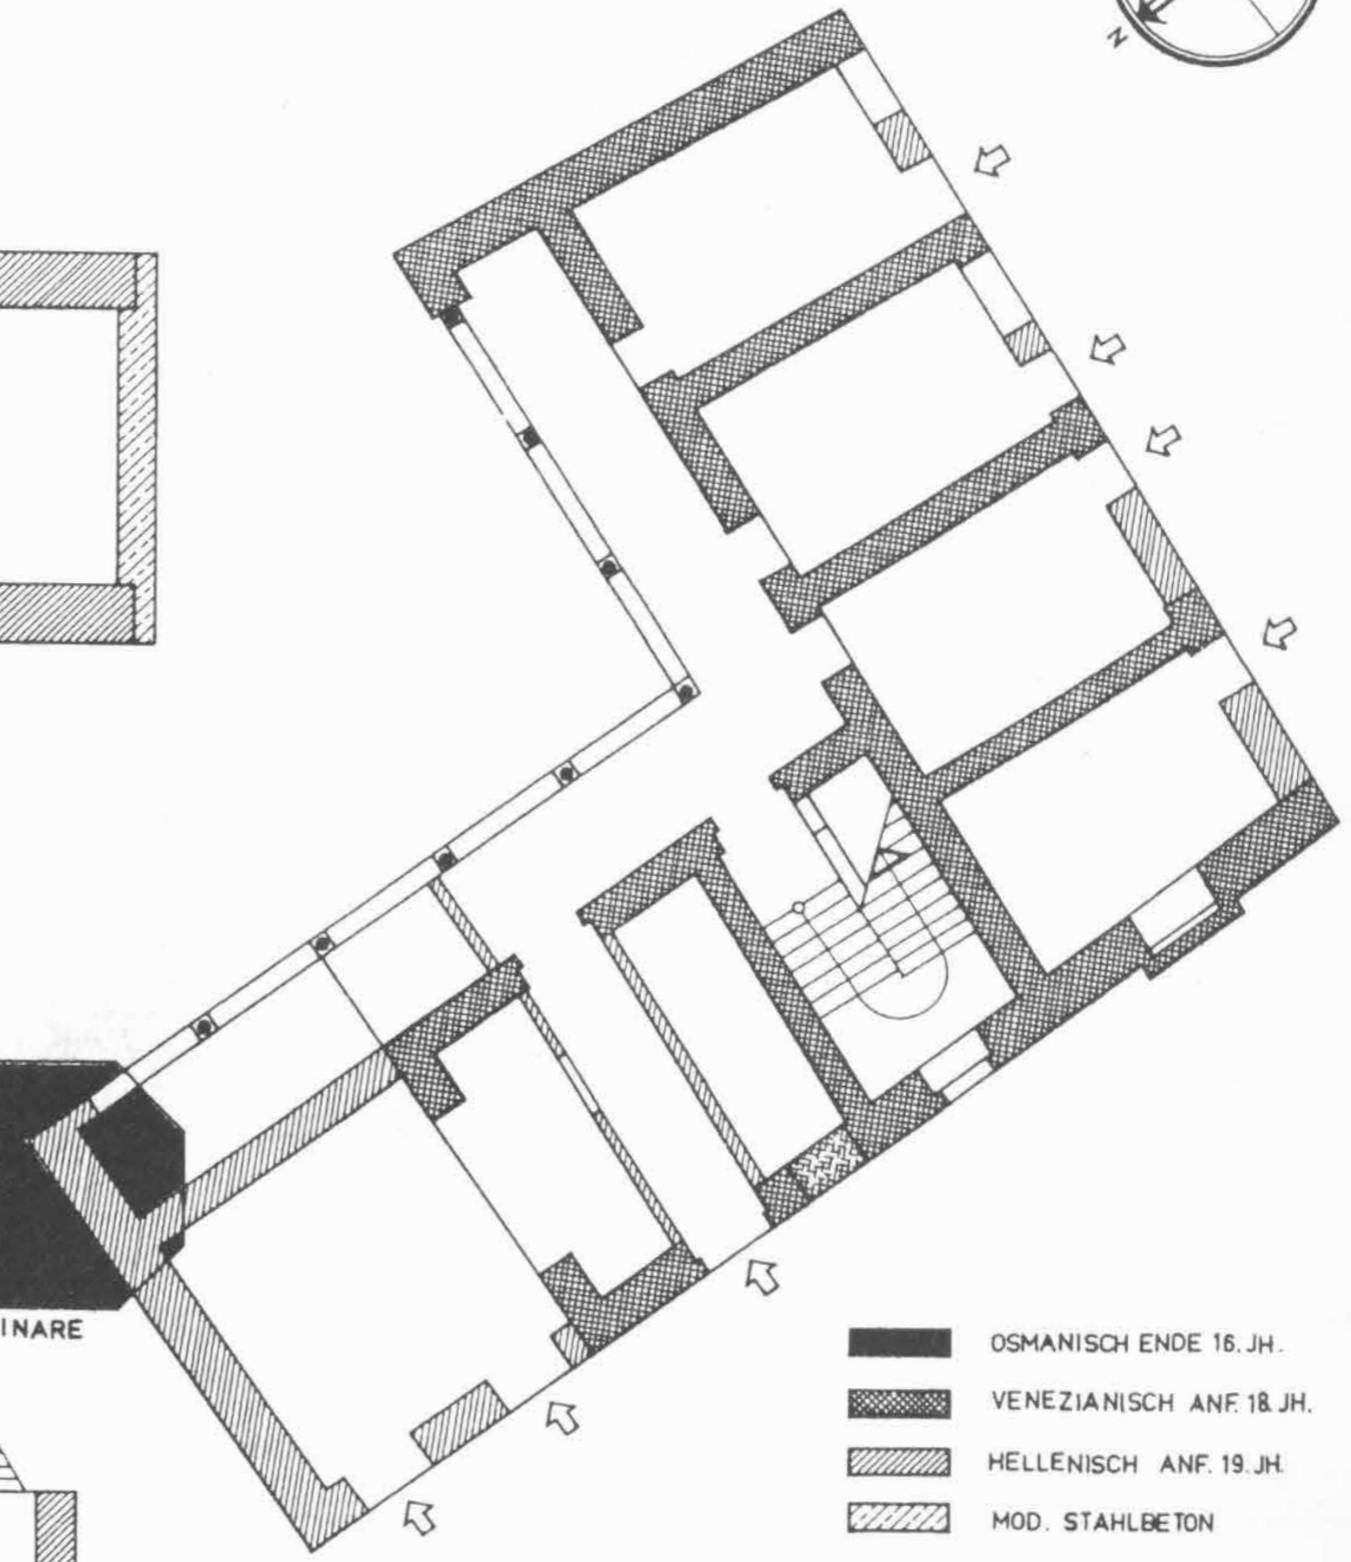 N
INARE
OSMANISCH ENDE 16. JH.
VENEZIANISCH ANF. 18. JH.
HELLENISCH ANF. 19. JH.
MOD. STAHLBETON